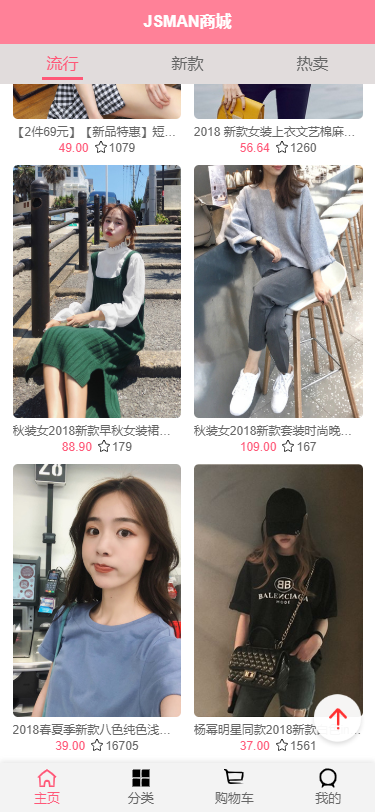 JSMAN商城
流行
新款
热卖
【2件69元】【新品特惠】短…
49.00 1079
2018 新款女装上衣文艺棉麻…
56.64 1260
秋装女2018新款早秋女装裙…
88.90 179
秋装女2018新款套装时尚晚…
109.00 167
28
BB
BALENCIAGA
MODE
2018春夏季新款八色纯色浅…
39.00 16705
杨幂明星同款2018新款
37.00 1561
主页
分类
购物车
我的